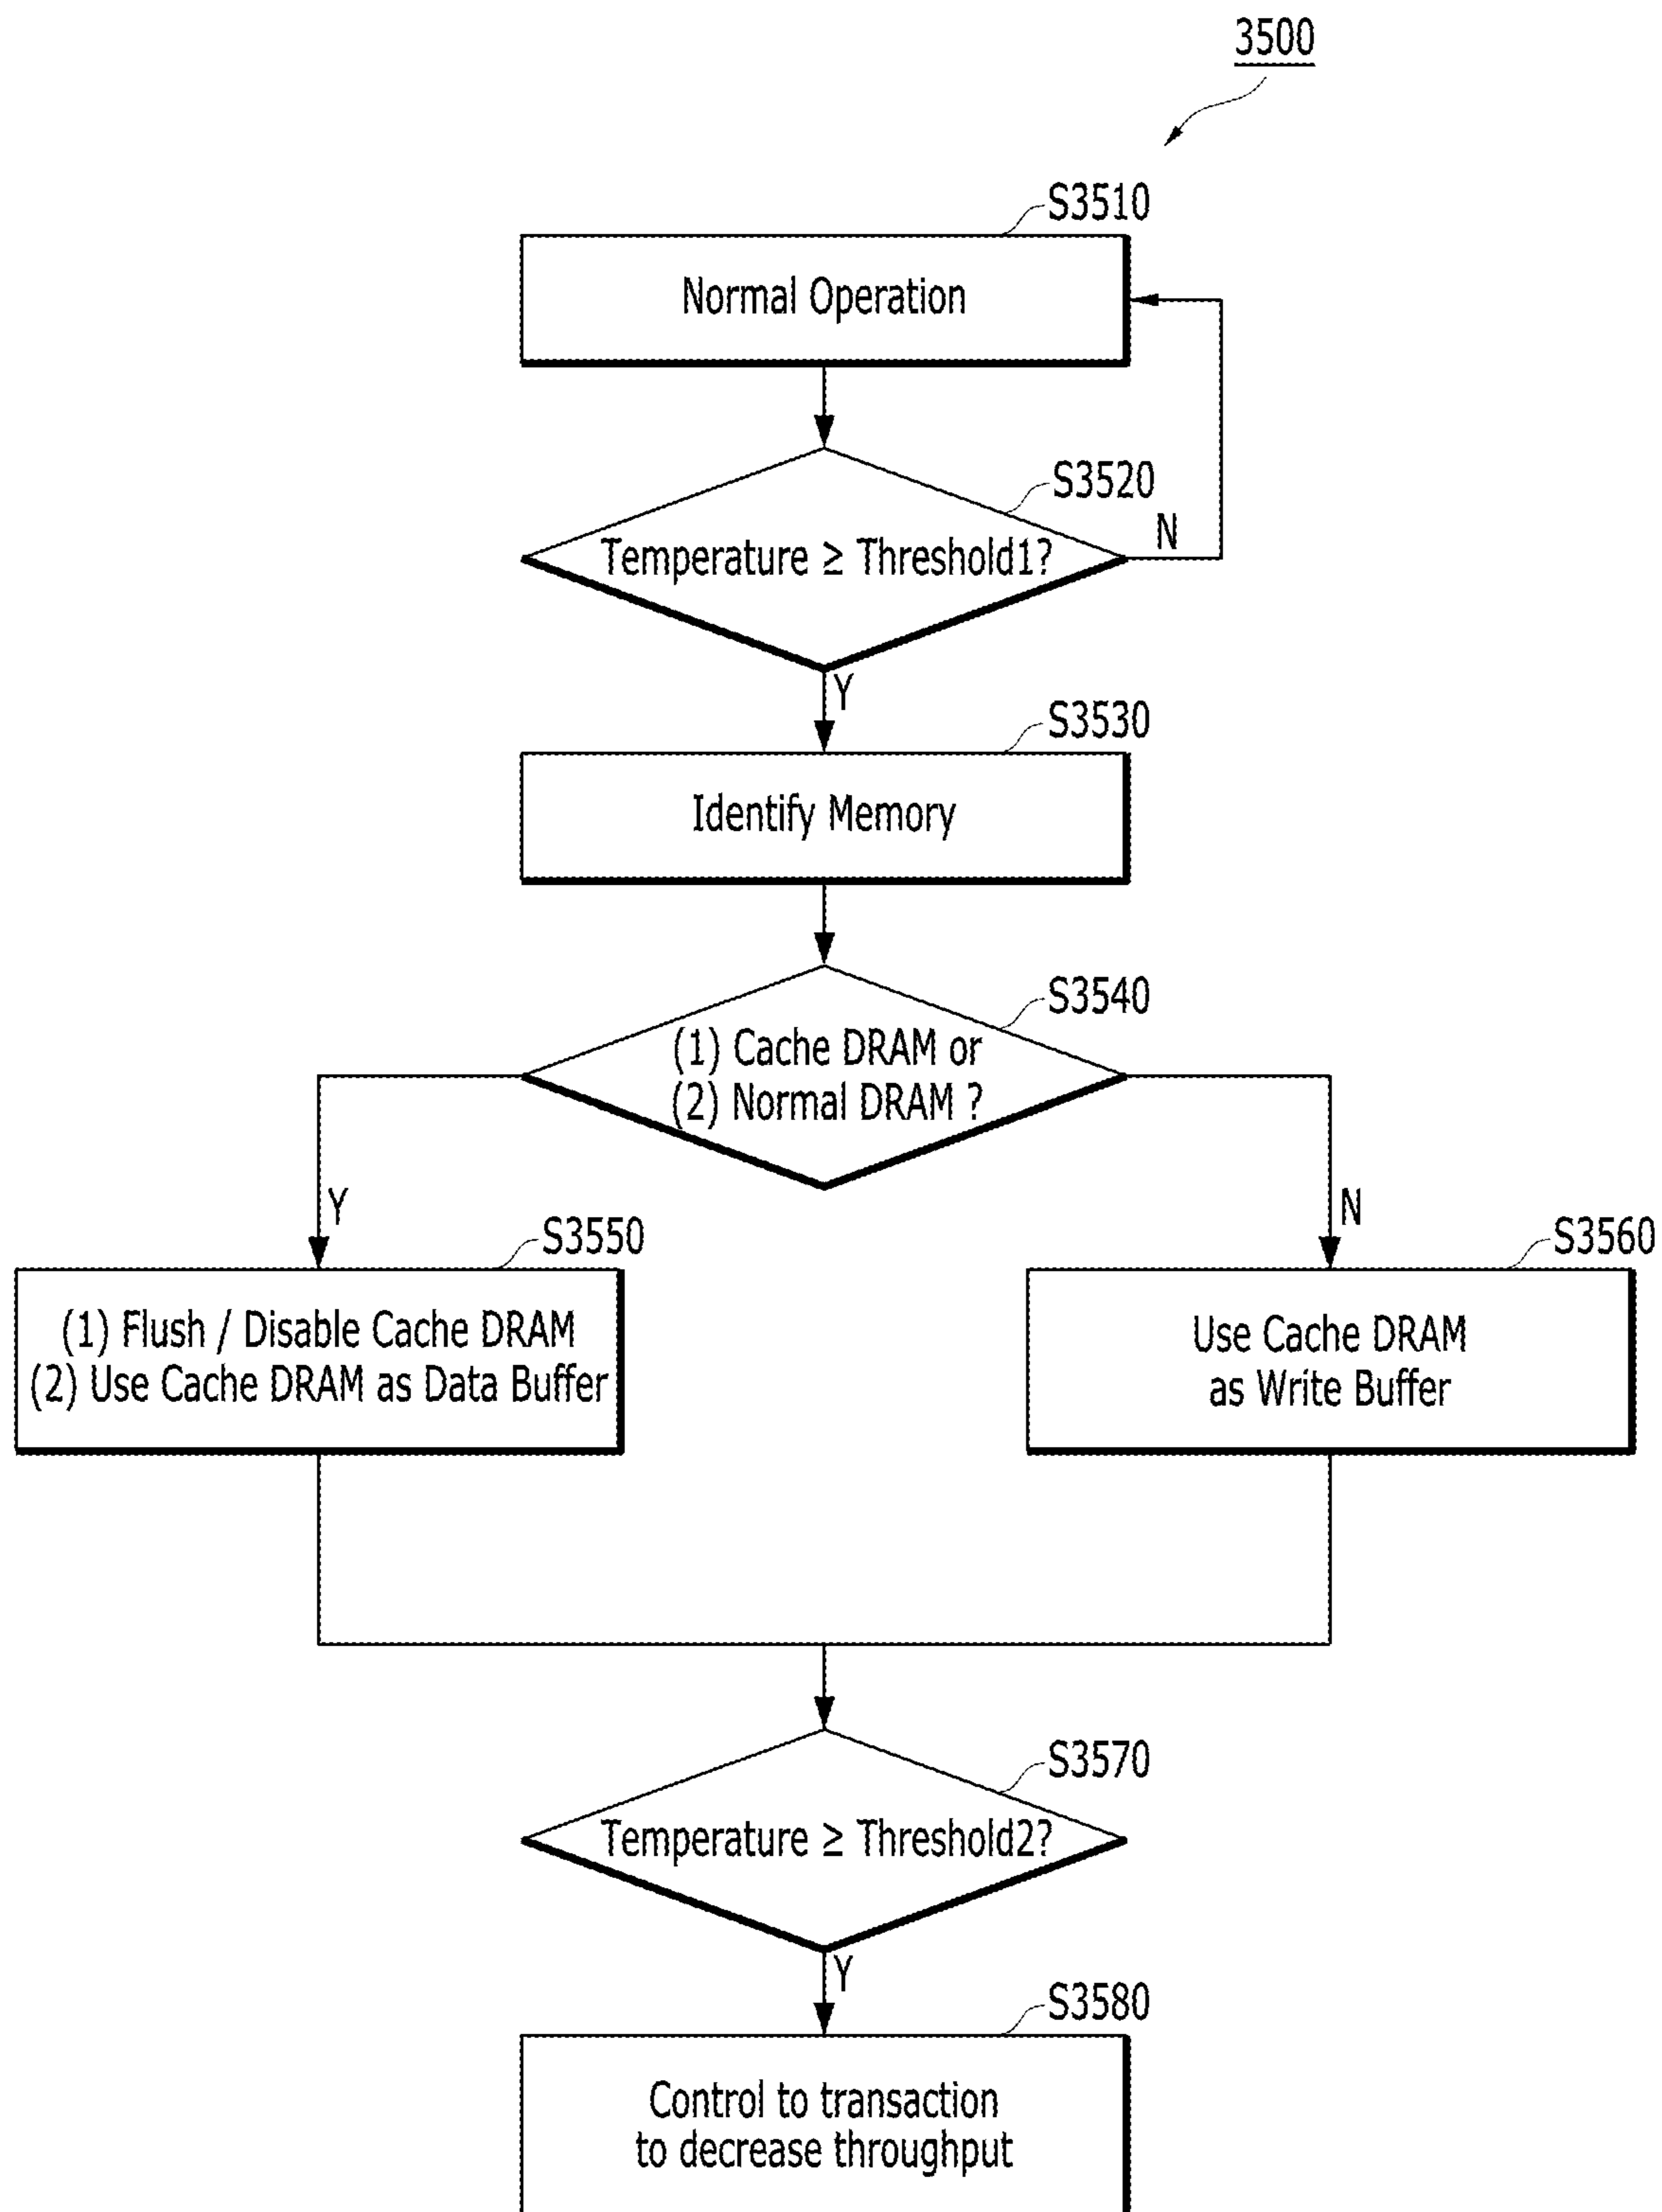 3500
S3510
Normal Operation
S3520
Temperature ≥ Threshold1?
N
Y
S3530
Identify Memory
S3540
(1) Cache DRAM or
(2) Normal DRAM ?
Y
N
S3550
(1) Flush / Disable Cache DRAM
(2) Use Cache DRAM as Data Buffer
S3560
Use Cache DRAM
as Write Buffer
S3570
Temperature ≥ Threshold2?
Y
S3580
Control to transaction
to decrease throughput